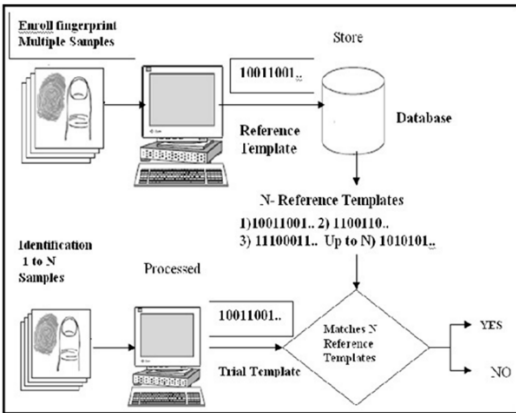 Enroll fingerprint
Multiple Samples
Store
10011001..
Reference
Template
Database
N- Reference Templates
1)10011001.. 2) 1100110..
3) 11100011.. Up to N) 1010101..
Identification
1 to N
Samples
Processed
10011001..
Trial Template
Matches N
Reference
Templates
YES
NO